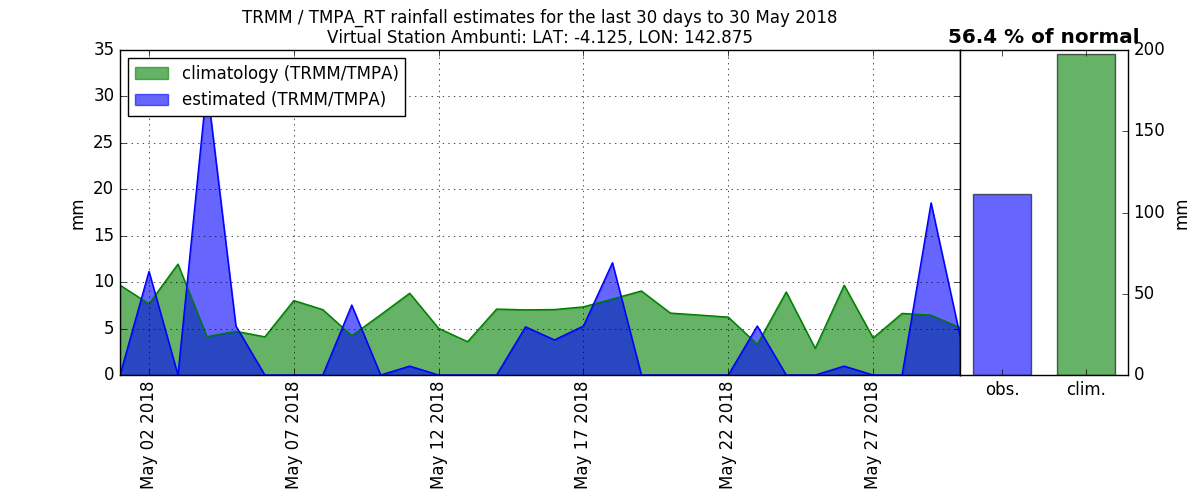 TRMM / TMPA_RT rainfall estimates for the last 30 days to 30 May 2018
Virtual Station Ambunti: LAT: -4.125, LON: 142.875
56.4 % of normal
climatology (TRMM/TMPA)
estimated (TRMM/TMPA)
35
30
25
20
15
10
5
0
mm
May 02 2018
May 07 2018
May 12 2018
May 17 2018
May 22 2018
May 27 2018
200
150
100
50
0
mm
obs.
clim.